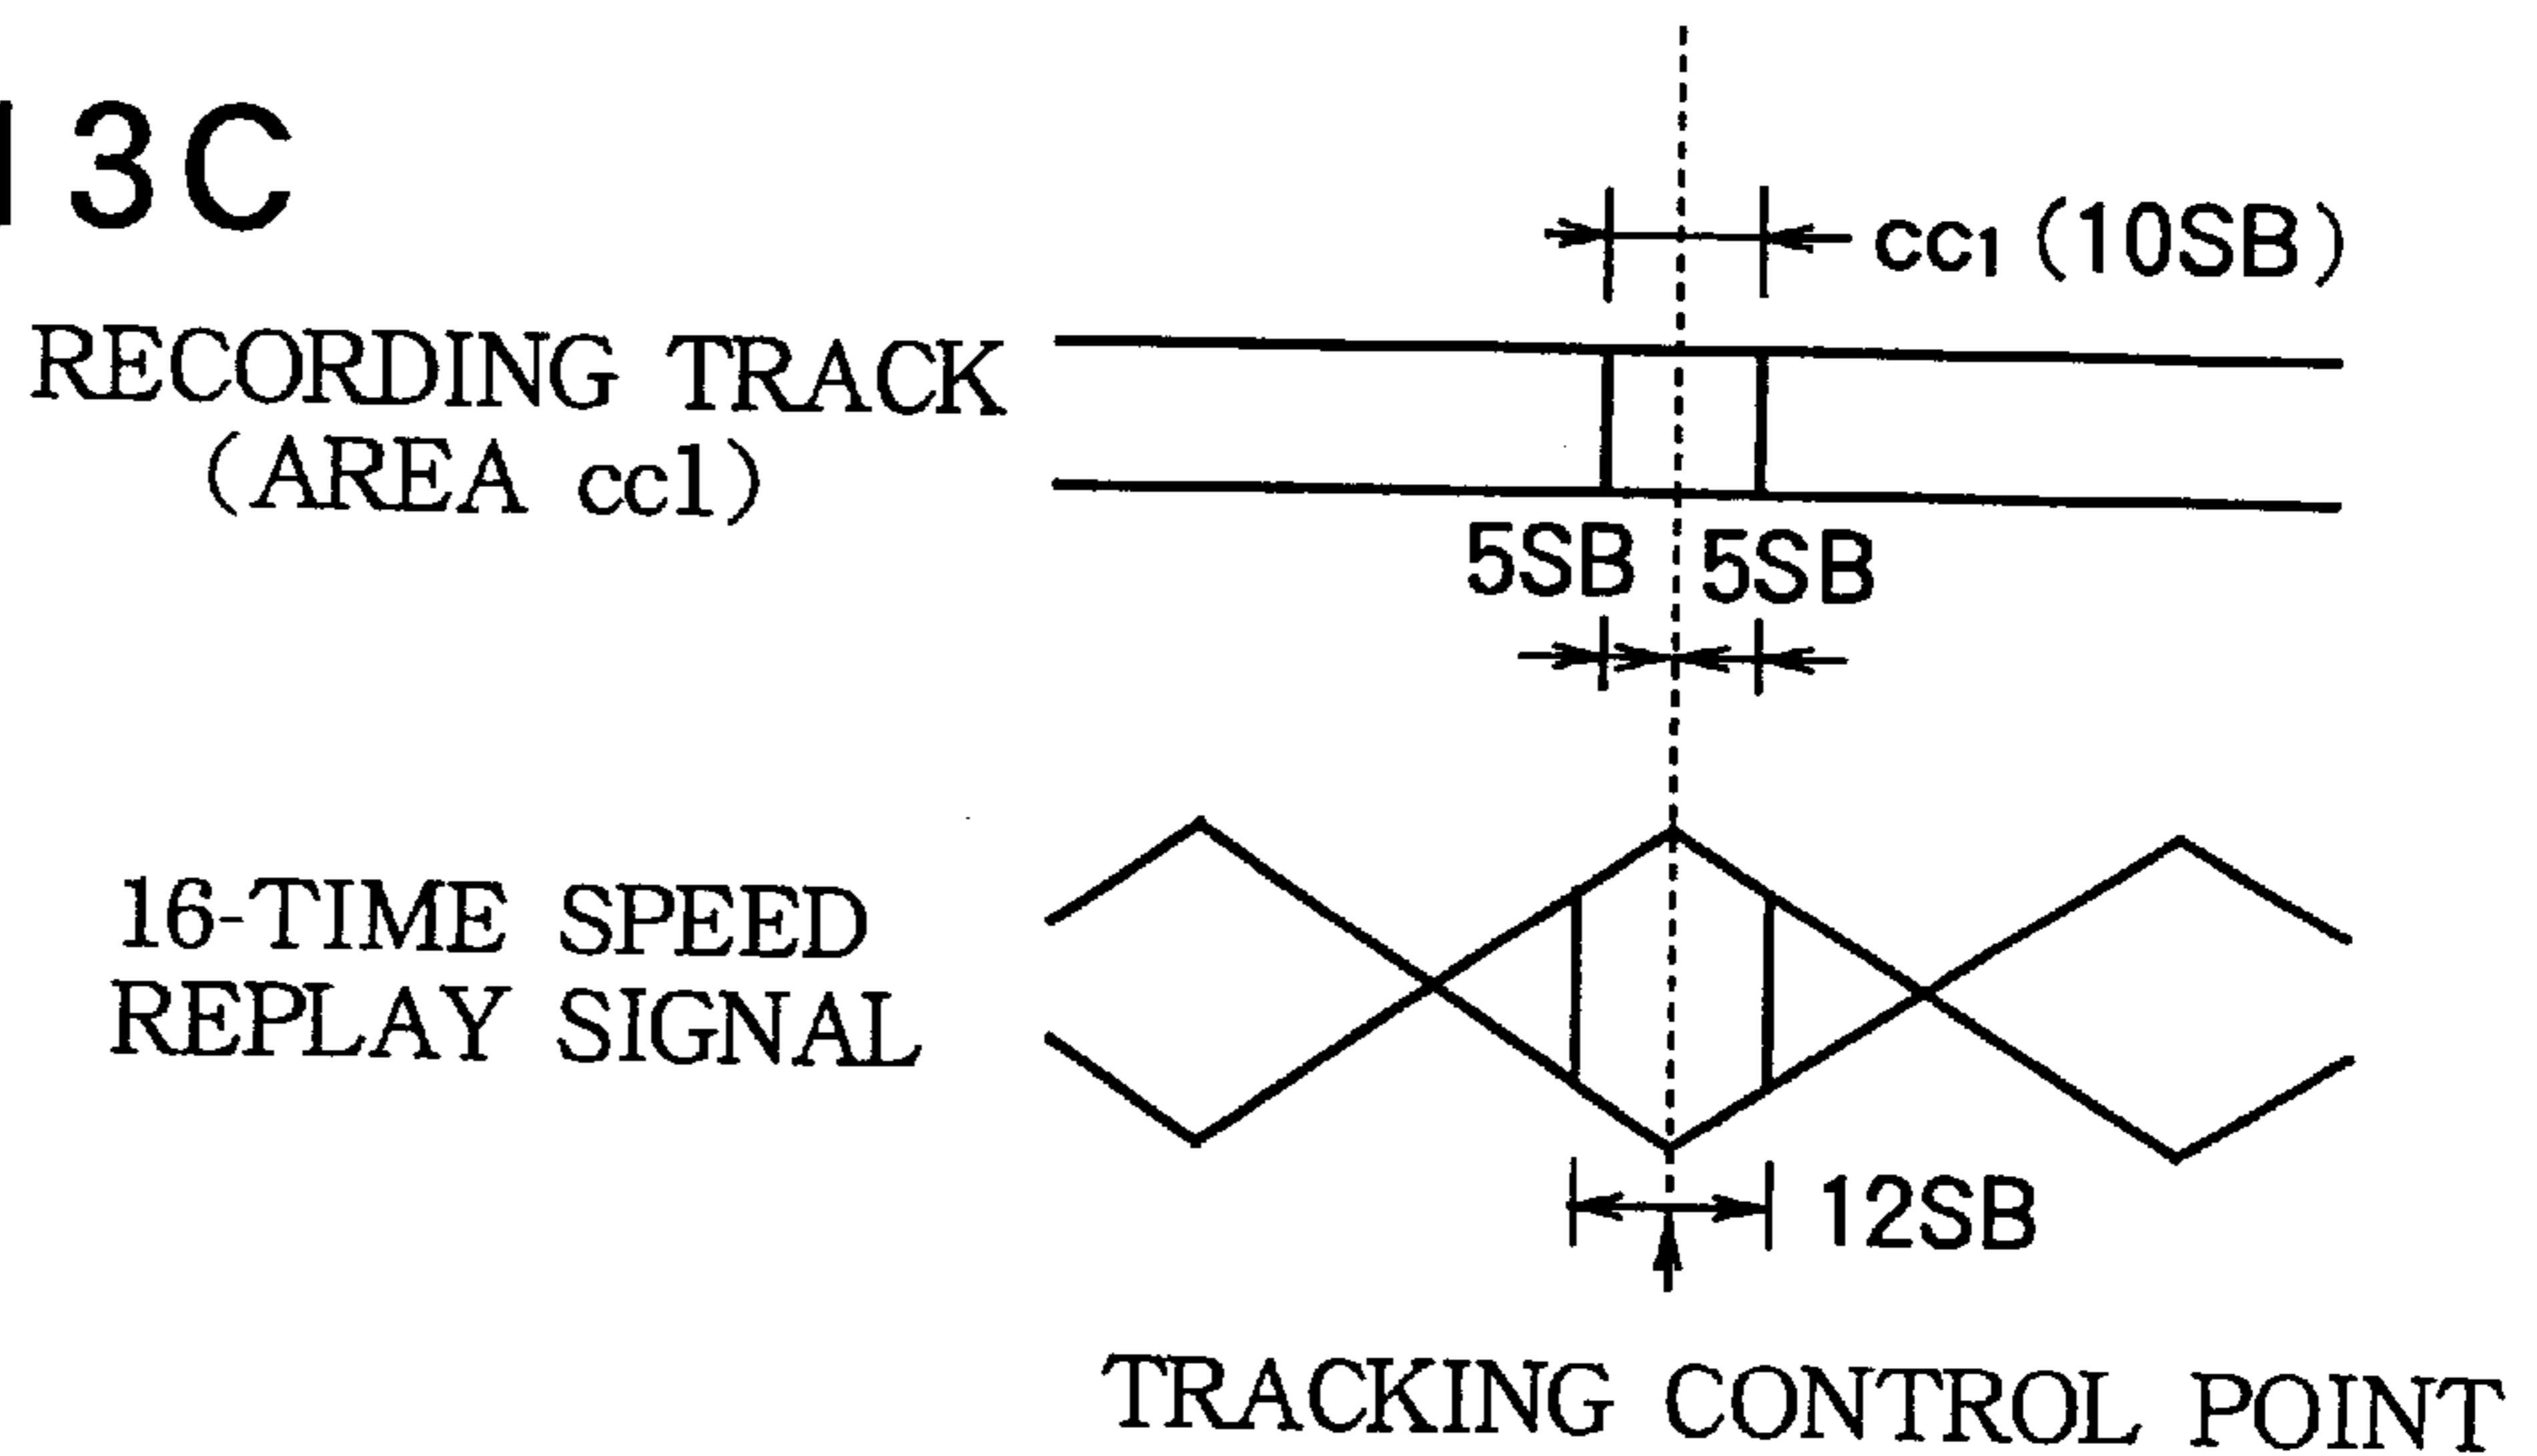 13C
cc₁ (10SB)
RECORDING TRACK
(AREA cc1)
5SB 5SB
16-TIME SPEED
REPLAY SIGNAL
12SB
TRACKING CONTROL POINT